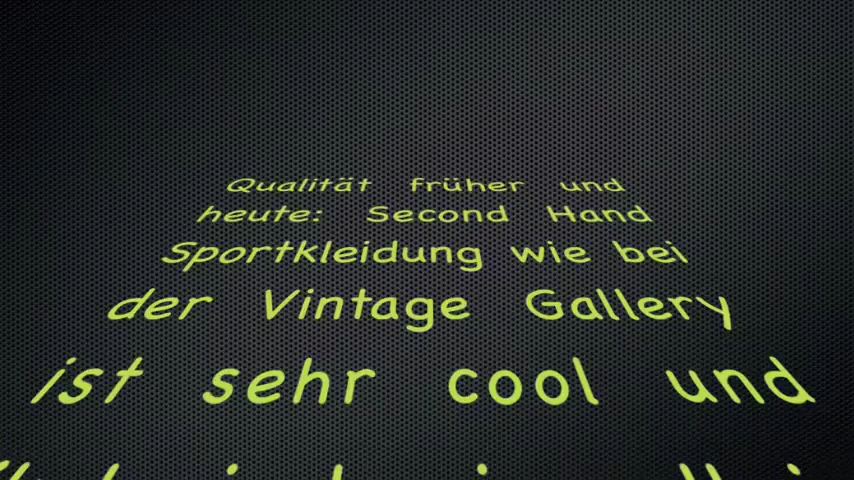 Qualität früher und
heute: Second Hand
Sportkleidung wie bei
der Vintage Gallery
ist sehr cool und